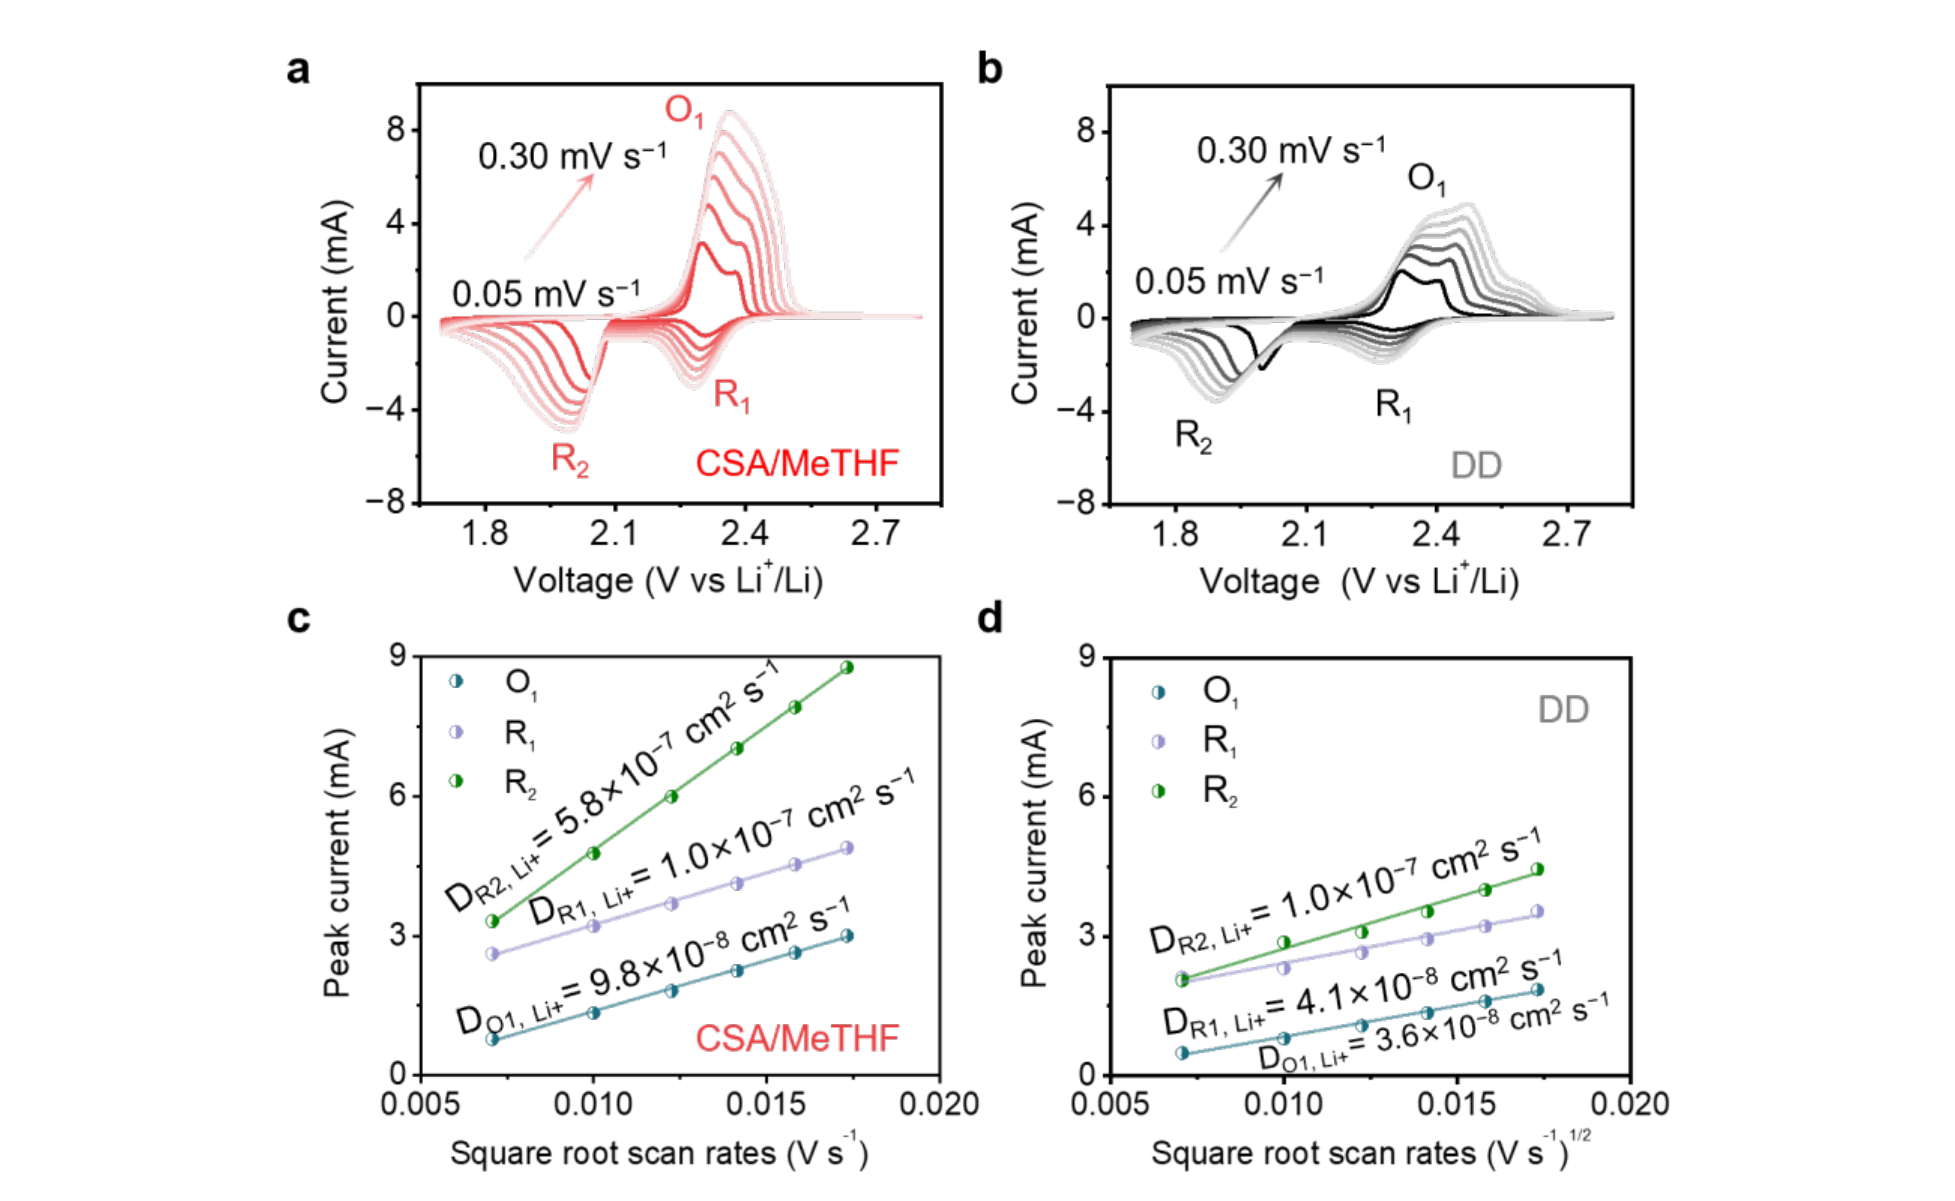 a
O₁
0.30 mV s⁻¹
0.05 mV s⁻¹
R₁
R₂
CSA/MeTHF
8
4
0
−4
−8
1.8 2.1 2.4 2.7
Current (mA)
Voltage (V vs Li⁺/Li)
b
0.30 mV s⁻¹
O₁
0.05 mV s⁻¹
R₁
R₂
DD
8
4
0
−4
−8
1.8 2.1 2.4 2.7
Current (mA)
Voltage (V vs Li⁺/Li)
c
O₁
R₁
R₂
D_R2, Li+ = 5.8×10⁻⁷ cm² s⁻¹
D_R1, Li+ = 1.0×10⁻⁷ cm² s⁻¹
D_O1, Li+ = 9.8×10⁻⁸ cm² s⁻¹
CSA/MeTHF
9
6
3
0
0.005 0.010 0.015 0.020
Peak current (mA)
Square root scan rates (V s⁻¹)
d
O₁
R₁
R₂
DD
D_R2, Li+ = 1.0×10⁻⁷ cm² s⁻¹
D_R1, Li+ = 4.1×10⁻⁸ cm² s⁻¹
D_O1, Li+ = 3.6×10⁻⁸ cm² s⁻¹
9
6
3
0
0.005 0.010 0.015 0.020
Peak current (mA)
Square root scan rates (V s⁻¹)^1/2